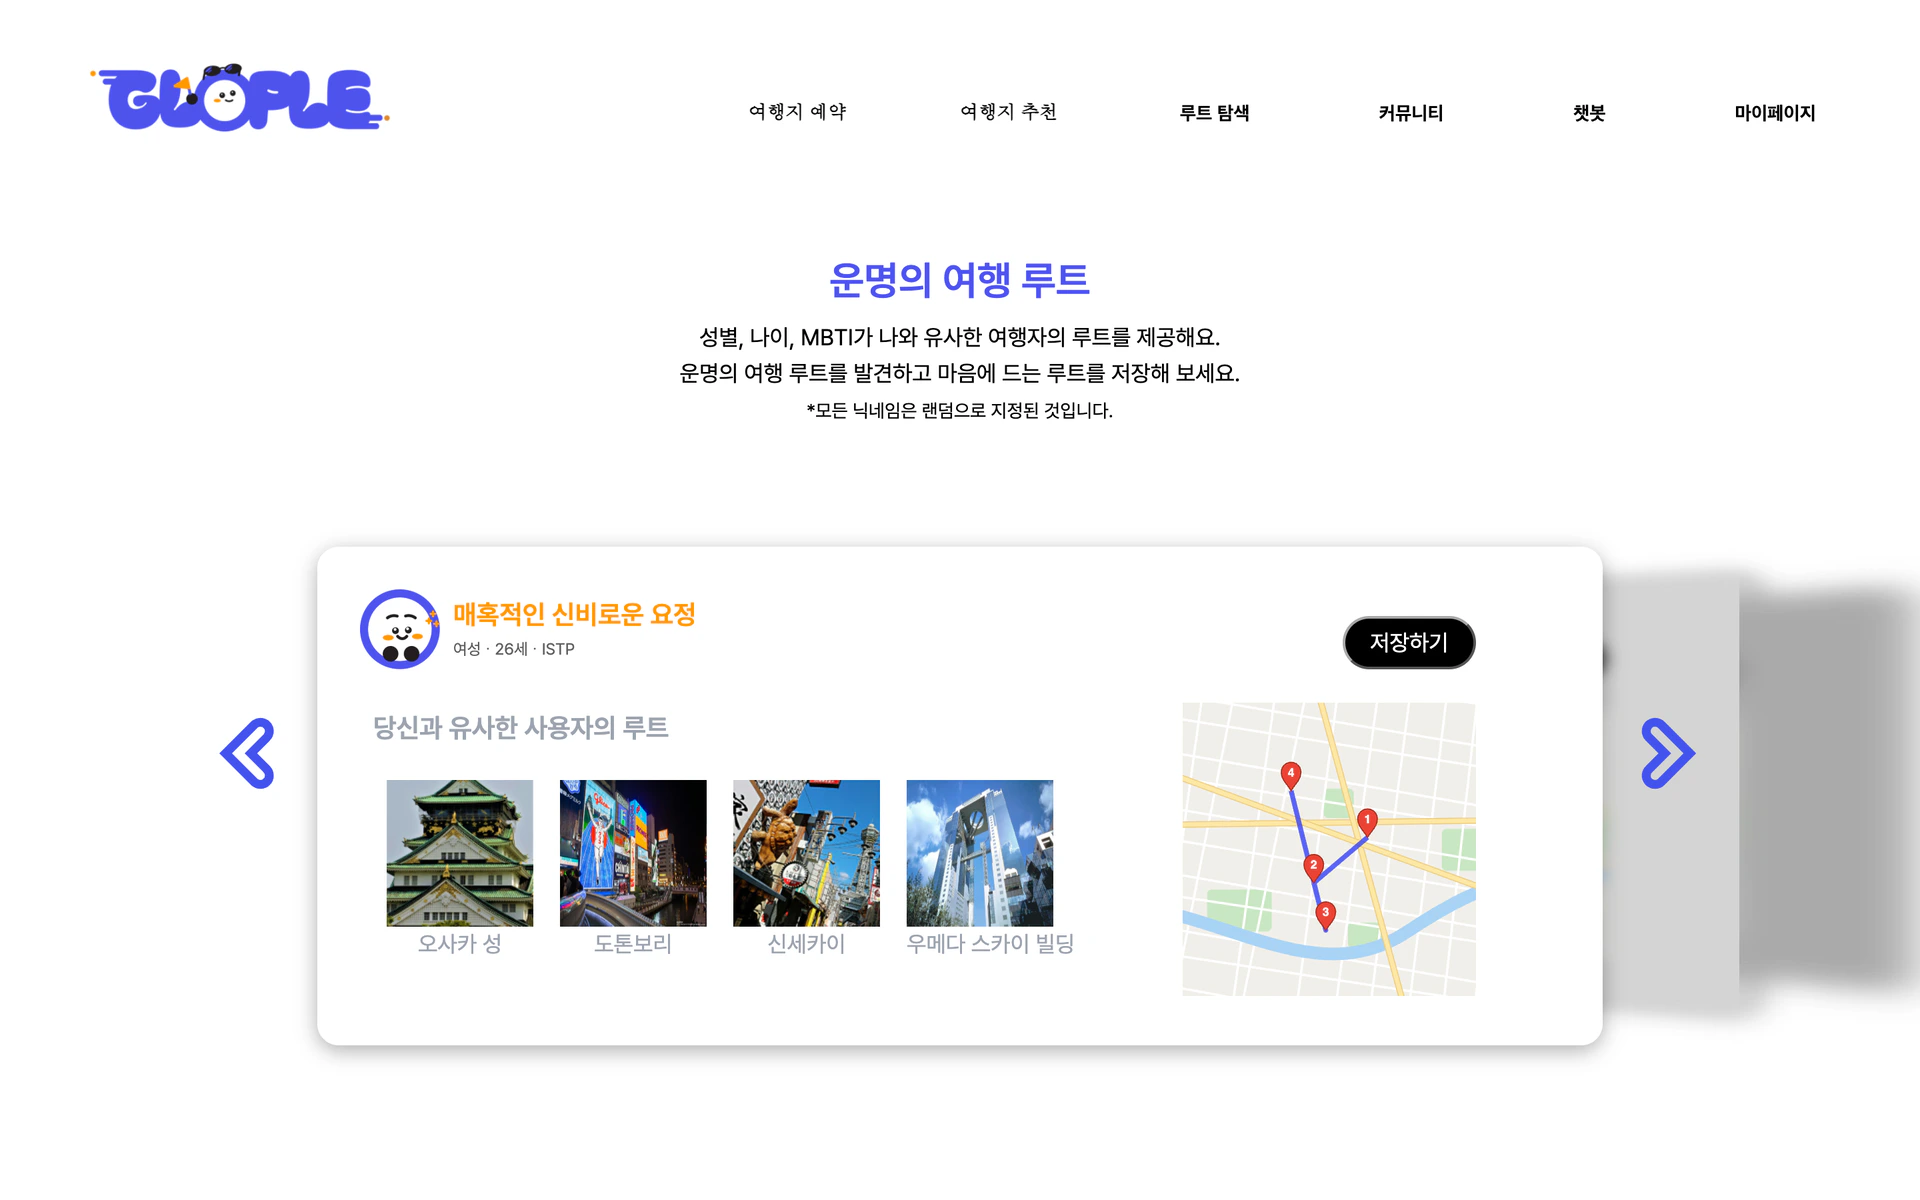 GLOPLE
여행지 예약
여행지 추천
루트 탐색
커뮤니티
챗봇
마이페이지
운명의 여행 루트
성별, 나이, MBTI가 나와 유사한 여행자의 루트를 제공해요.
운명의 여행 루트를 발견하고 마음에 드는 루트를 저장해 보세요.
*모든 닉네임은 랜덤으로 지정된 것입니다.
매혹적인 신비로운 요정
여성 · 26세 · ISTP
저장하기
당신과 유사한 사용자의 루트
오사카 성
도톤보리
신세카이
우메다 스카이 빌딩
4
1
2
3